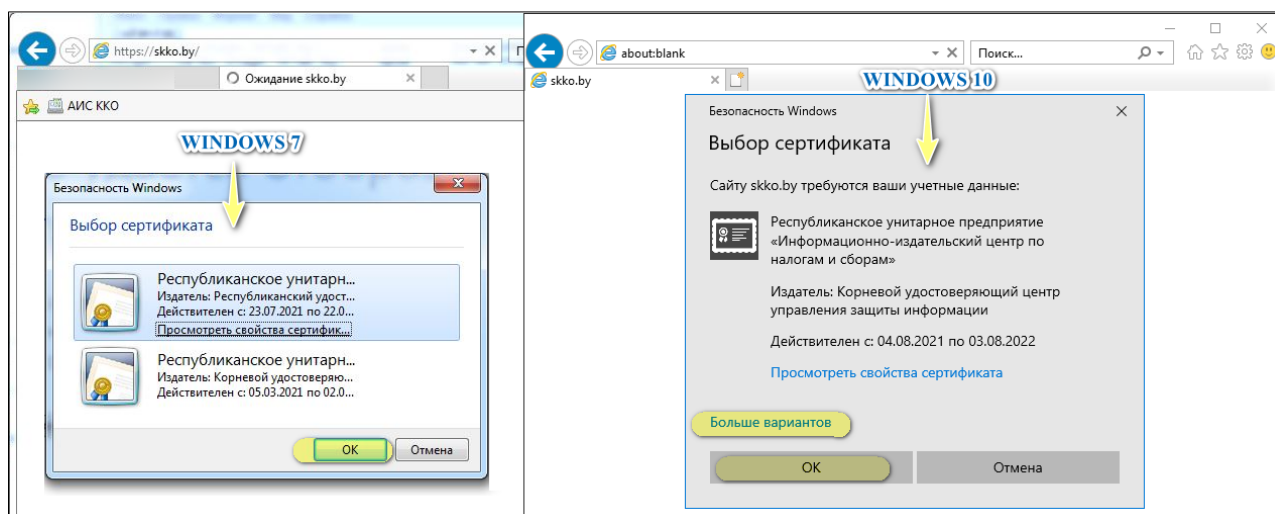 https://skko.by/
Ожидание skko.by
АИС ККО
WINDOWS 7
Безопасность Windows
Выбор сертификата
Республиканское унитарн...
Издатель: Республиканский удост...
Действителен с: 23.07.2021 по 22.0...
Просмотреть свойства сертифик...
Республиканское унитарн...
Издатель: Корневой удостоверяю...
Действителен с: 05.03.2021 по 02.0...
OK
Отмена
about:blank
Поиск...
skko.by
WINDOWS 10
Безопасность Windows
Выбор сертификата
Сайту skko.by требуются ваши учетные данные:
Республиканское унитарное предприятие
«Информационно-издательский центр по
налогам и сборам»
Издатель: Корневой удостоверяющий центр
управления защиты информации
Действителен с: 04.08.2021 по 03.08.2022
Просмотреть свойства сертификата
Больше вариантов
OK
Отмена